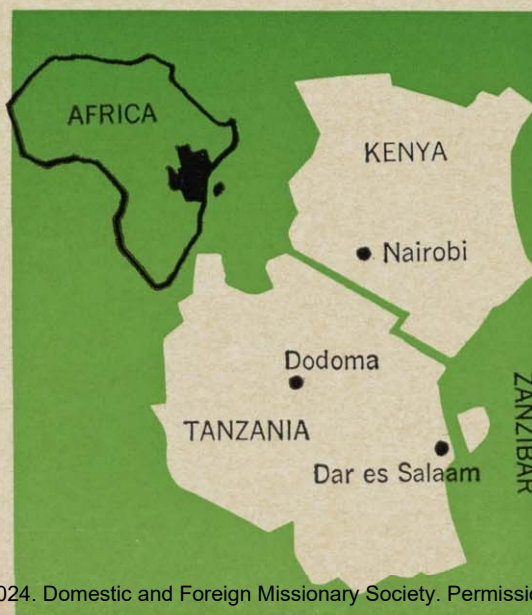 AFRICA
KENYA
Nairobi
Dodoma
TANZANIA
Dar es Salaam
ZANZIBAR
024. Domestic and Foreign Missionary Society. Permissi